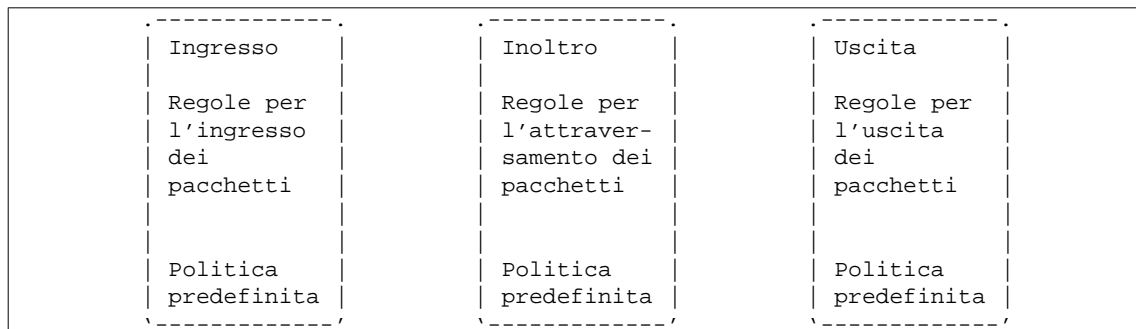 Ingresso Inoltro Uscita
Regole per Regole per Regole per
l'ingresso l'attraver- l'uscita
dei samento dei dei
pacchetti pacchetti pacchetti
Politica Politica Politica
predefinita predefinita predefinita